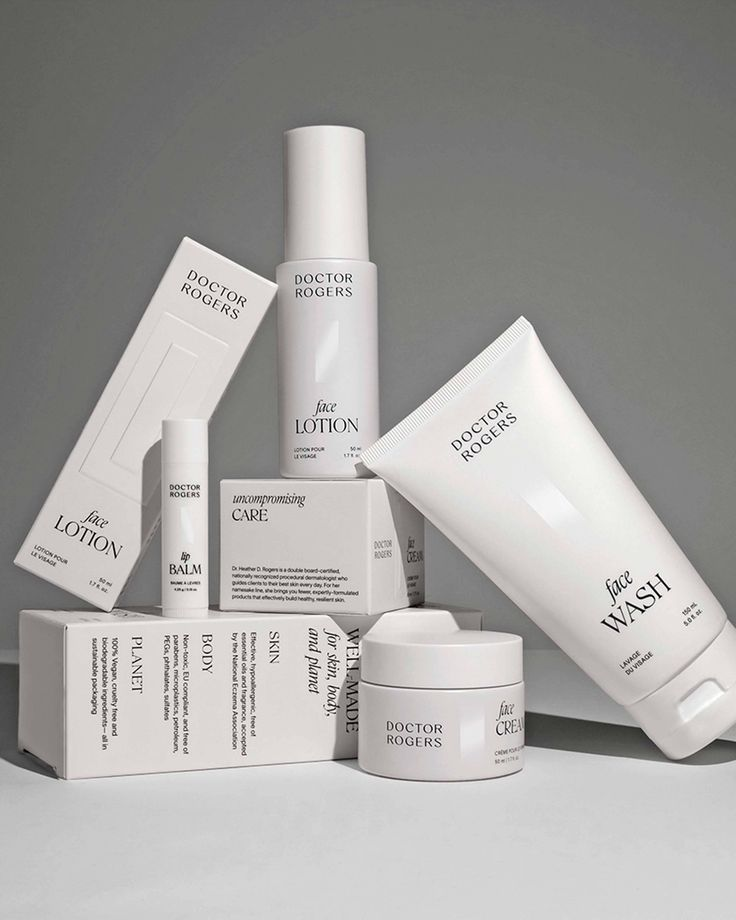 DOCTOR
ROGERS
face
LOTION
LOTION POUR
LE VISAGE
50 ml
1.7 fl. oz.
DOCTOR
ROGERS
face
LOTION
LOTION POUR
LE VISAGE
50 ml
1.7 fl. oz.
DOCTOR
ROGERS
lip
BALM
BAUME À LÈVRES
uncompromising
CARE
Dr. Heather D. Rogers is a double board-certified,
nationally recognized procedural dermatologist who
guides clients to their best skin every day. For her
namesake line, she brings you fewer, expertly-formulated
products that effectively build healthy, resilient skin.
DOCTOR
ROGERS
face
CREAM
DOCTOR
ROGERS
face
WASH
LAVAGE
DU VISAGE
150 ml
5.0 fl. oz.
WELL-MADE
for skin, body,
and planet
SKIN
Effective, hypoallergenic, free of
essential oils and fragrance, accepted
by the National Eczema Association
BODY
Non-toxic, EU compliant, and free of
parabens, microplastics, petroleum,
PEGs, phthalates, sulfates
PLANET
100% Vegan, cruelty free and
biodegradable ingredients—all in
sustainable packaging
DOCTOR
ROGERS
face
CREAM
CRÈME POUR LE
50 ml | 1.7 fl.